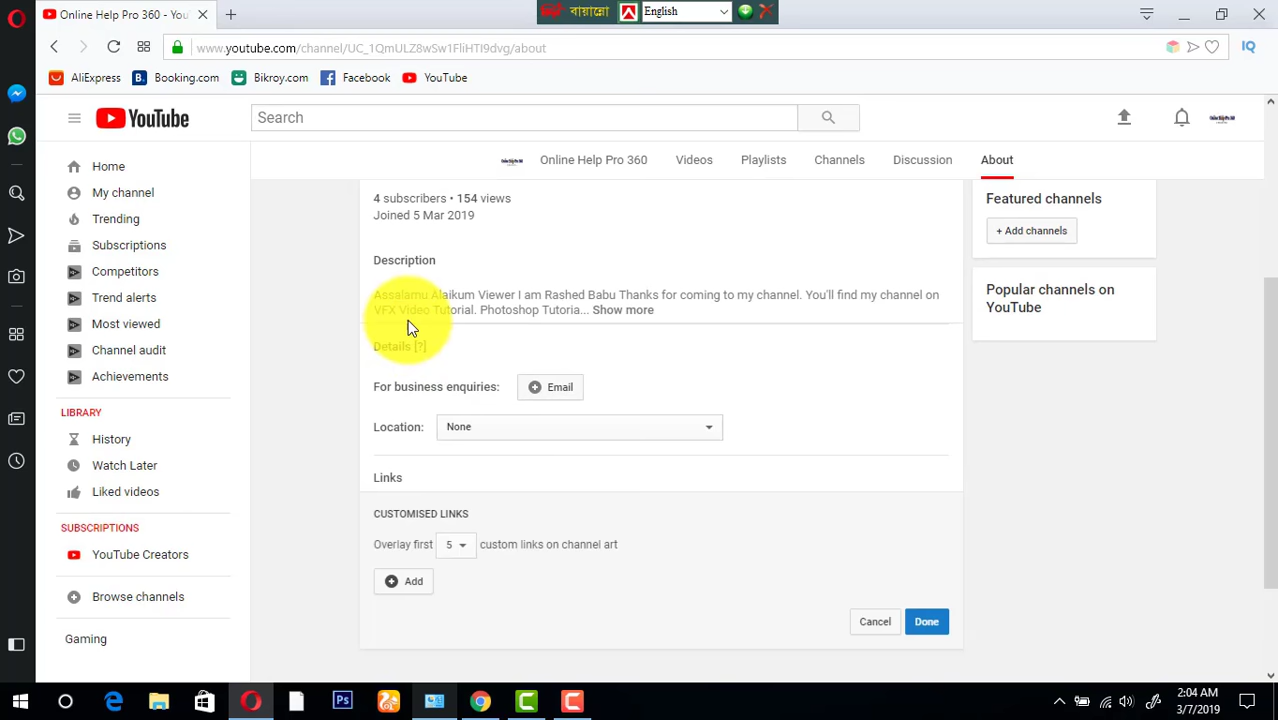 Online Help Pro 360 - You
বায়ান্নো
English
www.youtube.com/channel/UC_1QmULZ8wSw1FliHTI9dvg/about
IQ
AliExpress
Booking.com
Bikroy.com
Facebook
YouTube
YouTube
Search
Online Help Pro 360
Videos
Playlists
Channels
Discussion
About
Home
My channel
Trending
Subscriptions
Competitors
Trend alerts
Most viewed
Channel audit
Achievements
LIBRARY
History
Watch Later
Liked videos
SUBSCRIPTIONS
YouTube Creators
Browse channels
Gaming
4 subscribers • 154 views
Joined 5 Mar 2019
Description
Assalamu Alaikum Viewer I am Rashed Babu Thanks for coming to my channel. You'll find my channel on
VFX Video Tutorial. Photoshop Tutoria... Show more
Details [?]
For business enquiries:
Email
Location:
None
Links
CUSTOMISED LINKS
Overlay first 5 custom links on channel art
Add
Cancel
Done
Featured channels
+ Add channels
Popular channels on
YouTube
Ps
2:04 AM
3/7/2019